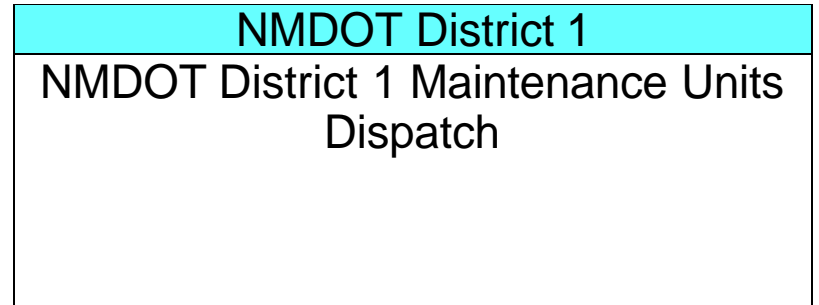 NMDOT District 1
NMDOT District 1 Maintenance Units
Dispatch